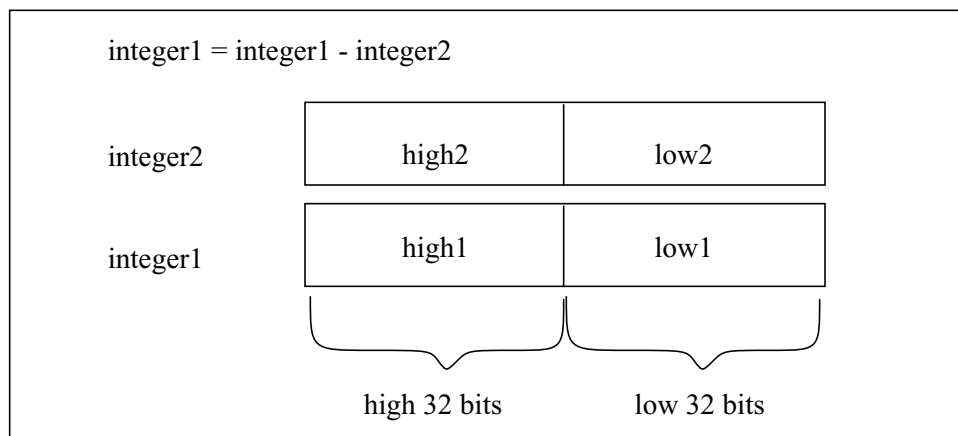 integer1 = integer1 - integer2
integer2 high2 low2
integer1 high1 low1
high 32 bits low 32 bits